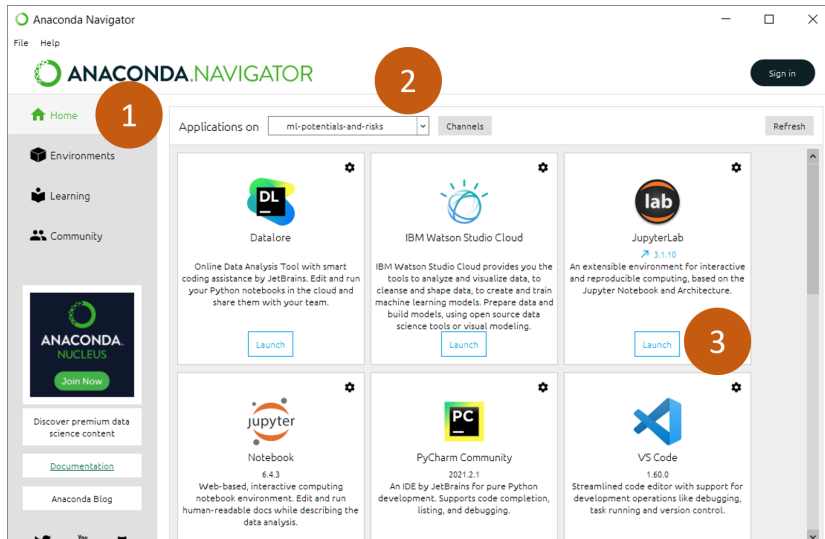 Anaconda Navigator
File Help
ANACONDA.NAVIGATOR
Sign in
1
2
Home
Environments
Learning
Community
ANACONDA.
NUCLEUS
Join Now
Discover premium data
science content
Documentation
Anaconda Blog
You
Applications on ml-potentials-and-risks Channels Refresh
DL
Datalore
Online Data Analysis Tool with smart
coding assistance by JetBrains. Edit and run
your Python notebooks in the cloud and
share them with your team.
Launch
IBM Watson Studio Cloud
IBM Watson Studio Cloud provides you the
tools to analyze and visualize data, to
cleanse and shape data, to create and train
machine learning models. Prepare data and
build models, using open source data
science tools or visual modeling.
Launch
lab
JupyterLab
3.1.10
An extensible environment for interactive
and reproducible computing, based on the
Jupyter Notebook and Architecture.
Launch
3
jupyter
Notebook
6.4.3
Web-based, interactive computing
notebook environment. Edit and run
human-readable docs while describing the
data analysis.
PC
PyCharm Community
2021.2.1
An IDE by JetBrains for pure Python
development. Supports code completion,
listing, and debugging.
VS Code
1.60.0
Streamlined code editor with support for
development operations like debugging,
task running and version control.